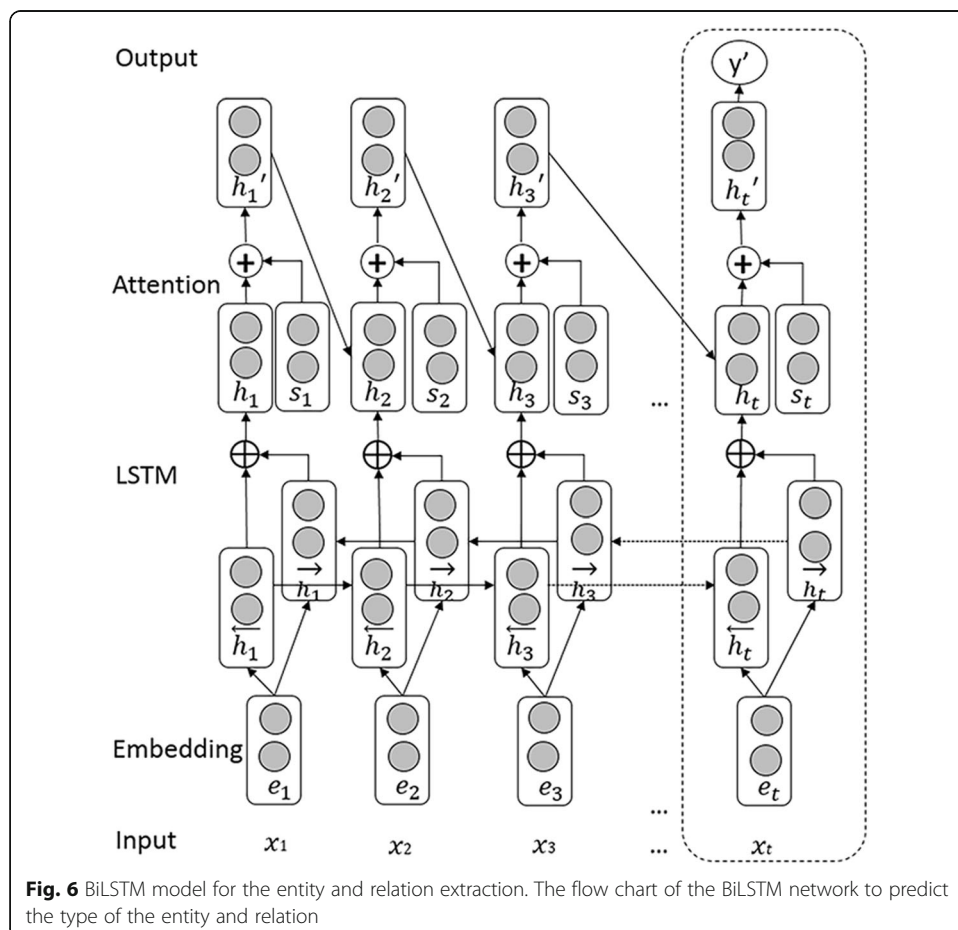 Output
y'
h₁' h₂' h₃' hₜ'
+ + + +
Attention
h₁ s₁ h₂ s₂ h₃ s₃ ... hₜ sₜ
LSTM
→h₁ →h₂ →h₃ →hₜ
←h₁ ←h₂ ←h₃ ←hₜ
Embedding
e₁ e₂ e₃ ... eₜ
Input x₁ x₂ x₃ ... xₜ
Fig. 6 BiLSTM model for the entity and relation extraction. The flow chart of the BiLSTM network to predict
the type of the entity and relation